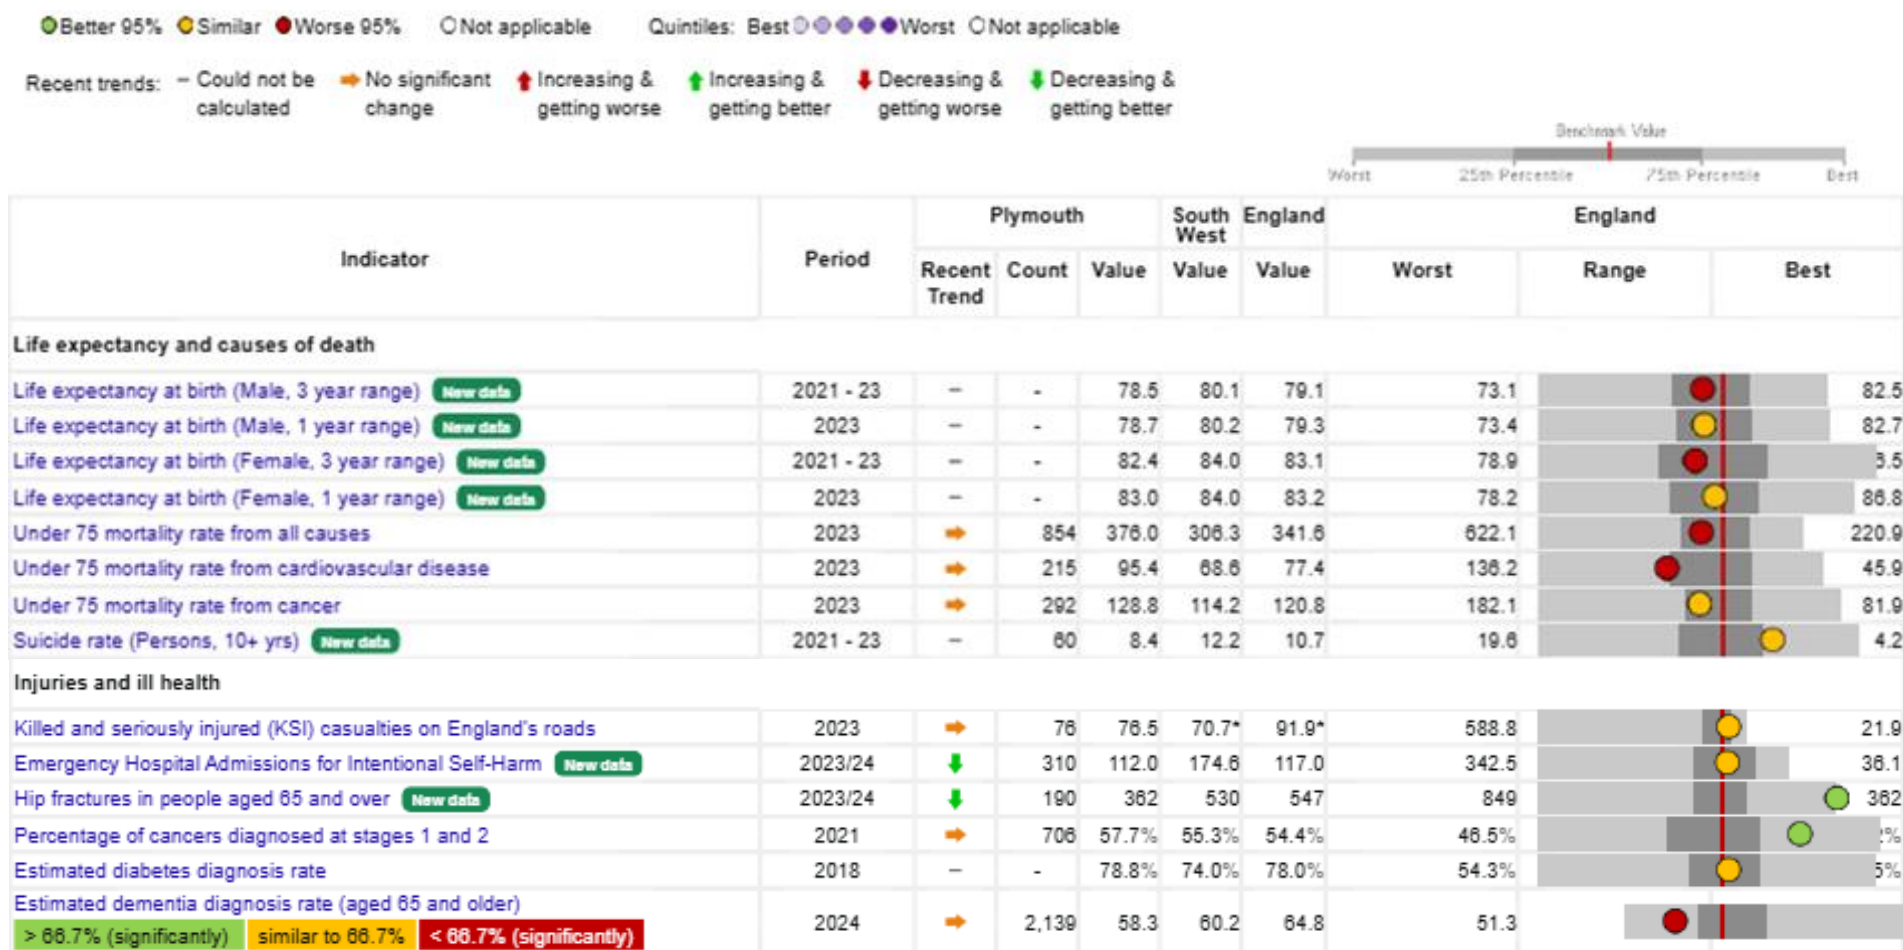 Better 95% Similar Worse 95% Not applicable Quintiles: Best Worst Not applicable
Recent trends: – Could not be calculated No significant change Increasing & getting worse Increasing & getting better Decreasing & getting worse Decreasing & getting better
Benchmark Value
Worst 25th Percentile 75th Percentile Best
Indicator Period Plymouth South West England England
Recent Trend Count Value Value Value Worst Range Best
Life expectancy and causes of death
Life expectancy at birth (Male, 3 year range) New data 2021 - 23 – - 78.5 80.1 79.1 73.1 82.5
Life expectancy at birth (Male, 1 year range) New data 2023 – - 78.7 80.2 79.3 73.4 82.7
Life expectancy at birth (Female, 3 year range) New data 2021 - 23 – - 82.4 84.0 83.1 78.9
Life expectancy at birth (Female, 1 year range) New data 2023 – - 83.0 84.0 83.2 78.2 86.8
Under 75 mortality rate from all causes 2023 854 376.0 306.3 341.6 622.1 220.9
Under 75 mortality rate from cardiovascular disease 2023 215 95.4 68.6 77.4 136.2 45.9
Under 75 mortality rate from cancer 2023 292 128.8 114.2 120.8 182.1 81.9
Suicide rate (Persons, 10+ yrs) New data 2021 - 23 – 60 8.4 12.2 10.7 19.6 4.2
Injuries and ill health
Killed and seriously injured (KSI) casualties on England's roads 2023 76 76.5 70.7* 91.9* 588.8 21.9
Emergency Hospital Admissions for Intentional Self-Harm New data 2023/24 310 112.0 174.6 117.0 342.5 36.1
Hip fractures in people aged 65 and over New data 2023/24 190 362 530 547 849 362
Percentage of cancers diagnosed at stages 1 and 2 2021 706 57.7% 55.3% 54.4% 46.5%
Estimated diabetes diagnosis rate 2018 – - 78.8% 74.0% 78.0% 54.3%
Estimated dementia diagnosis rate (aged 65 and older) 2024 2,139 58.3 60.2 64.8 51.3
> 66.7% (significantly) similar to 66.7% < 66.7% (significantly)